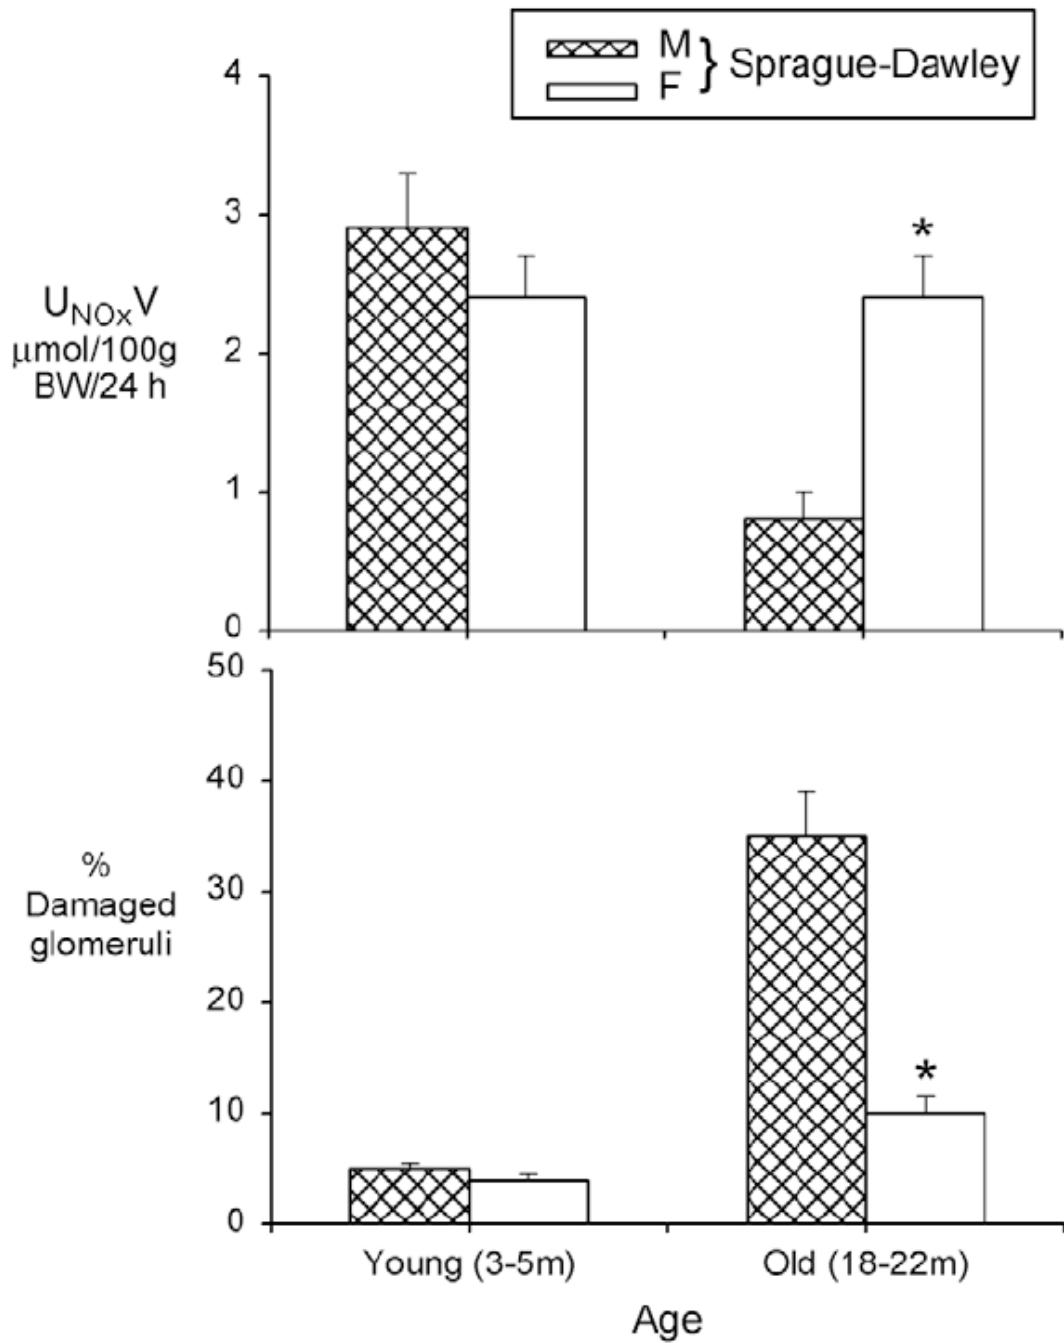 M } Sprague-Dawley
F
4
3
2
1
0
U_NOx V
μmol/100g
BW/24 h
*
50
40
30
20
10
0
%
Damaged
glomeruli
*
Young (3-5m) Old (18-22m)
Age